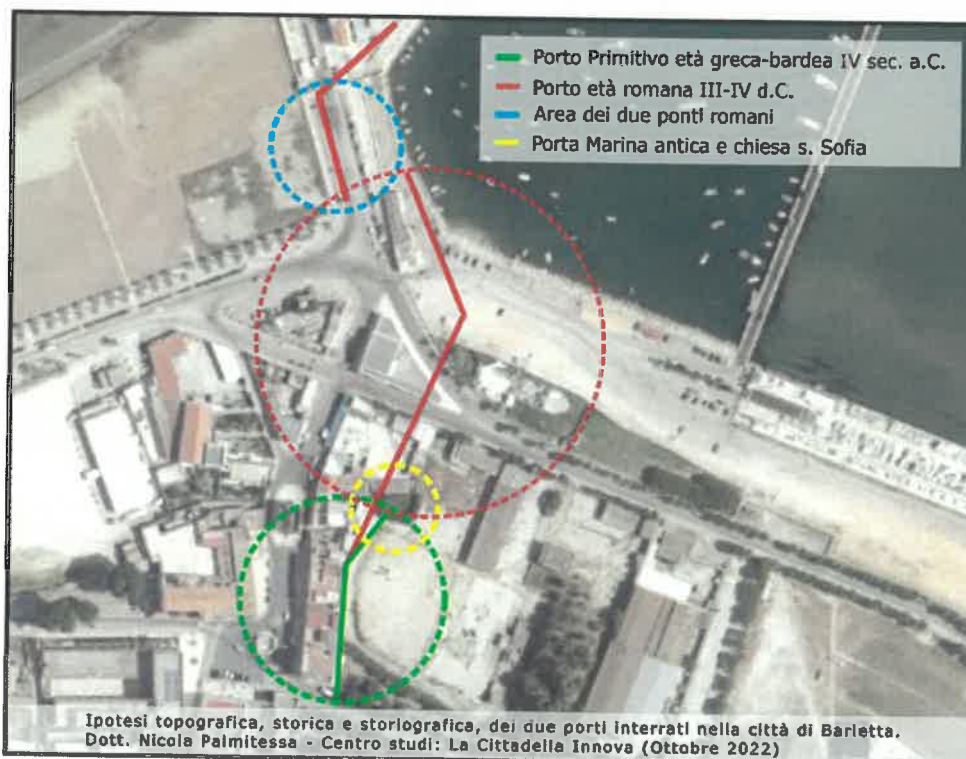 Porto Primitivo età greca-bardea IV sec. a.C.
Porto età romana III-IV d.C.
Area dei due ponti romani
Porta Marina antica e chiesa s. Sofia
Ipotesi topografica, storica e storiografica, dei due porti interrati nella città di Barletta.
Dott. Nicola Palmitessa - Centro studi: La Cittadella Innova (Ottobre 2022)